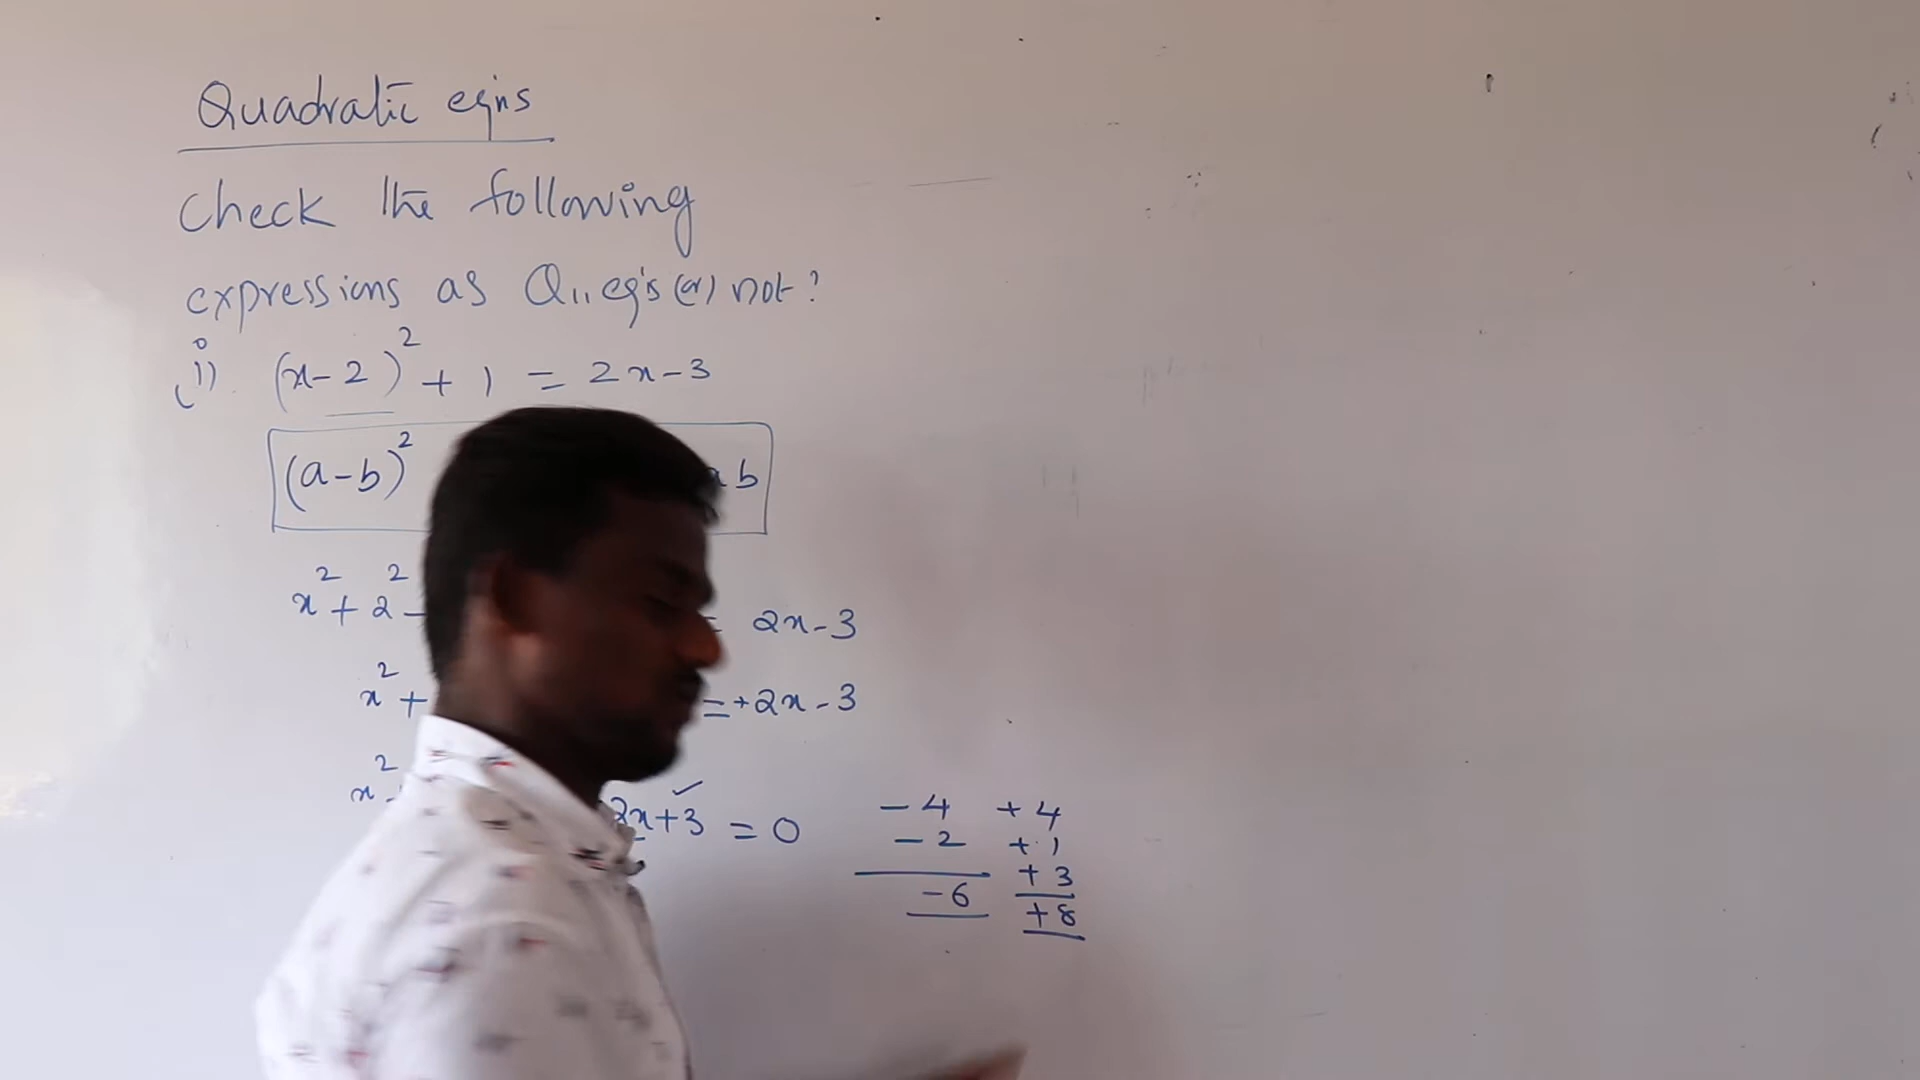 Quadratic eqns
Check the following
expressions as Q,, eq's (or) not?
(i) (x-2)² + 1 = 2x-3
(a-b)² ab
x² + 2² - = 2x-3
x² + = +2x-3
x² 2x+3 ✓ = 0
-4 +4
-2 +1
+3
-6
+8